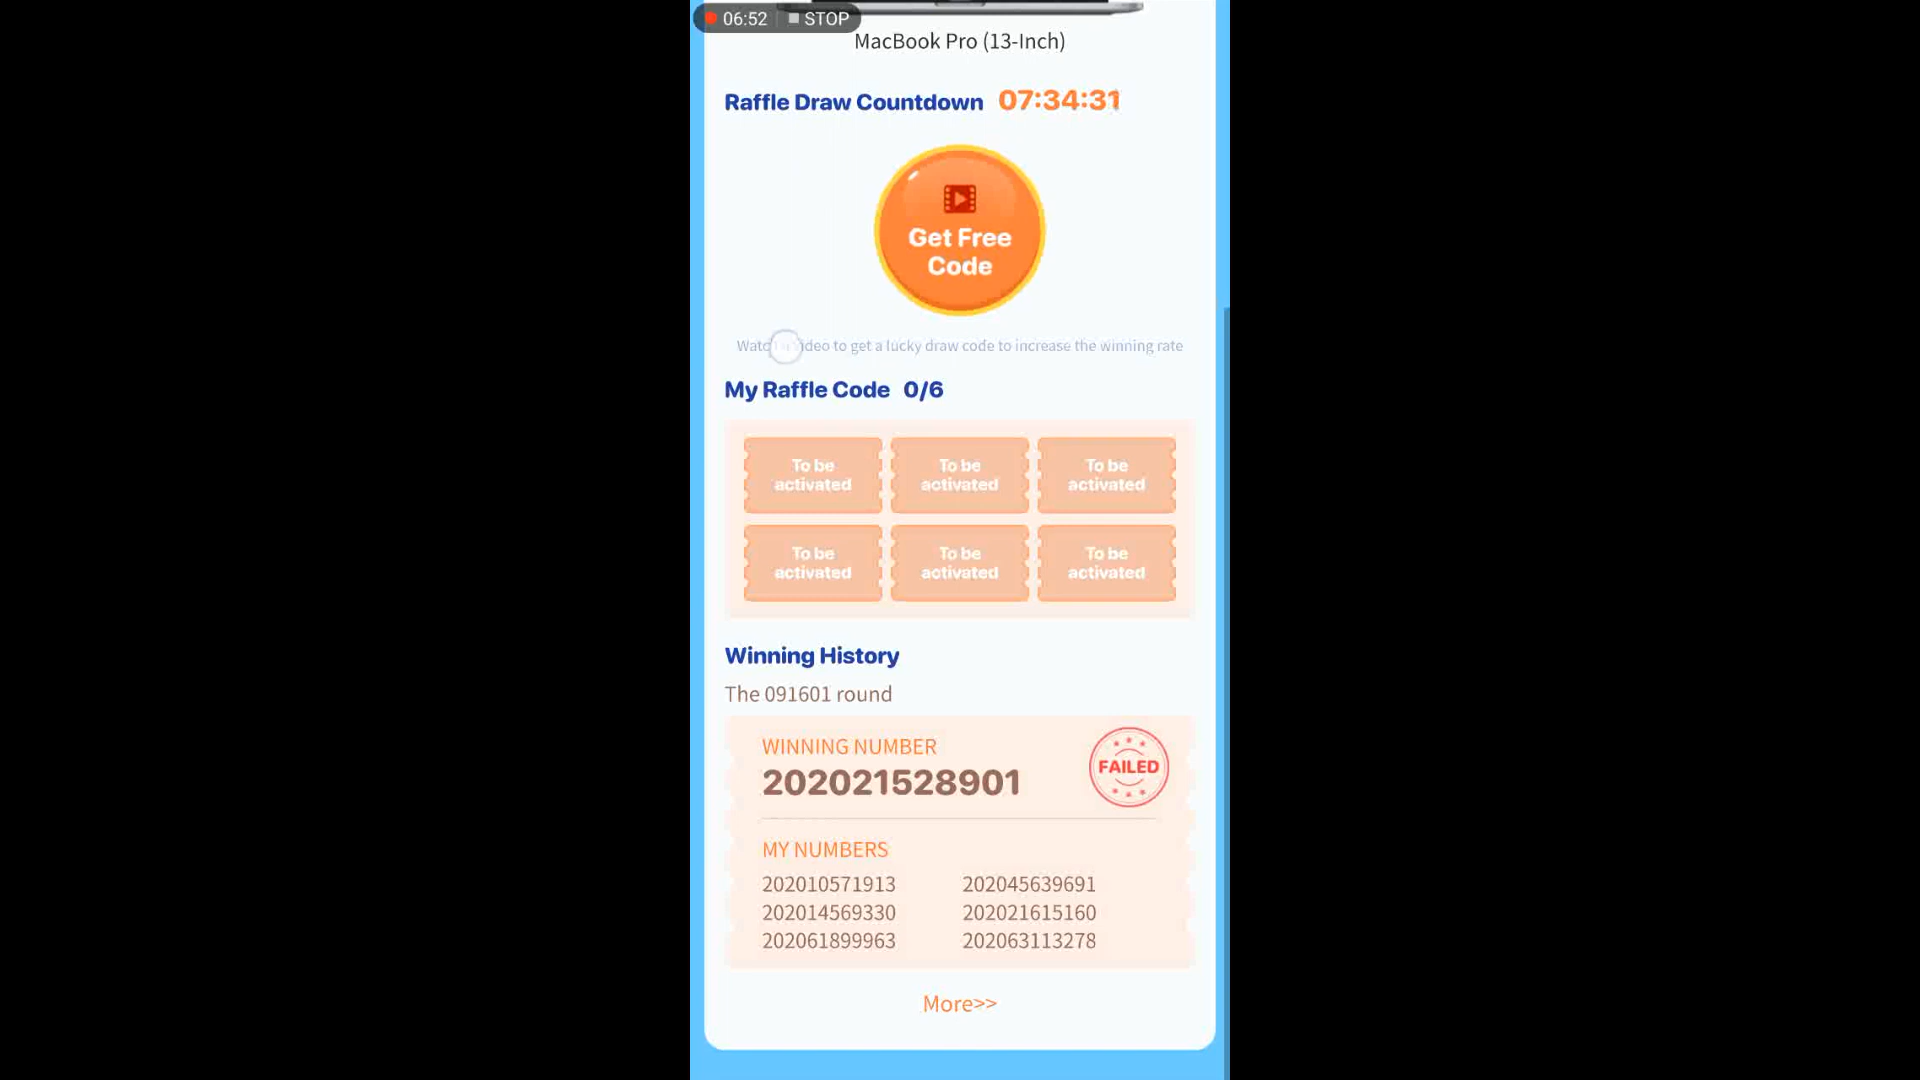 06:52 STOP
MacBook Pro (13-Inch)
Raffle Draw Countdown 07:34:31
Get Free
Code
to get a lucky draw code to increase the winning rate
My Raffle Code 0/6
To be
activated
To be
activated
To be
activated
To be
activated
To be
activated
To be
activated
Winning History
The 091601 round
WINNING NUMBER
202021528901
FAILED
MY NUMBERS
202010571913 202045639691
202014569330 202021615160
202061899963 202063113278
More>>